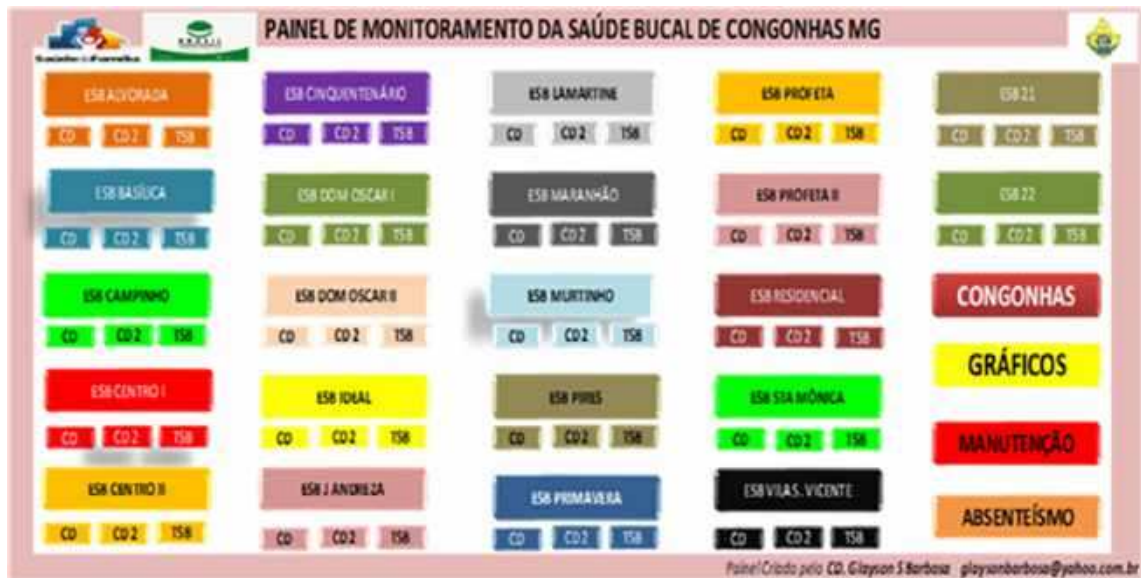 PAINEL DE MONITORAMENTO DA SAÚDE BUCAL DE CONGONHAS MG
BRASIL
Saúde da Família
ESB ALVORADA
CD CD 2 TSB
ESB BASÍLICA
CD CD 2 TSB
ESB CAMPINHO
CD CD 2 TSB
ESB CENTRO I
CD CD 2 TSB
ESB CENTRO II
CD CD 2 TSB
ESB CINQUENTENÁRIO
CD CD 2 TSB
ESB DOM OSCAR I
CD CD 2 TSB
ESB DOM OSCAR II
CD CD 2 TSB
ESB IDEAL
CD CD 2 TSB
ESB J ANDREZA
CD CD 2 TSB
ESB LAMARTINE
CD CD 2 TSB
ESB MARANHÃO
CD CD 2 TSB
ESB MURTINHO
CD CD 2 TSB
ESB PIRES
CD CD 2 TSB
ESB PRIMAVERA
CD CD 2 TSB
ESB PROFETA
CD CD 2 TSB
ESB PROFETA II
CD CD 2 TSB
ESB RESIDENCIAL
CD CD 2 TSB
ESB STA MÔNICA
CD CD 2 TSB
ESB VILA S. VICENTE
CD CD 2 TSB
ESB 21
CD CD 2 TSB
ESB 22
CD CD 2 TSB
CONGONHAS
GRÁFICOS
MANUTENÇÃO
ABSENTEÍSMO
Painel Criado pelo CD. Glayson S Barbosa glaysonbarbosa@yahoo.com.br